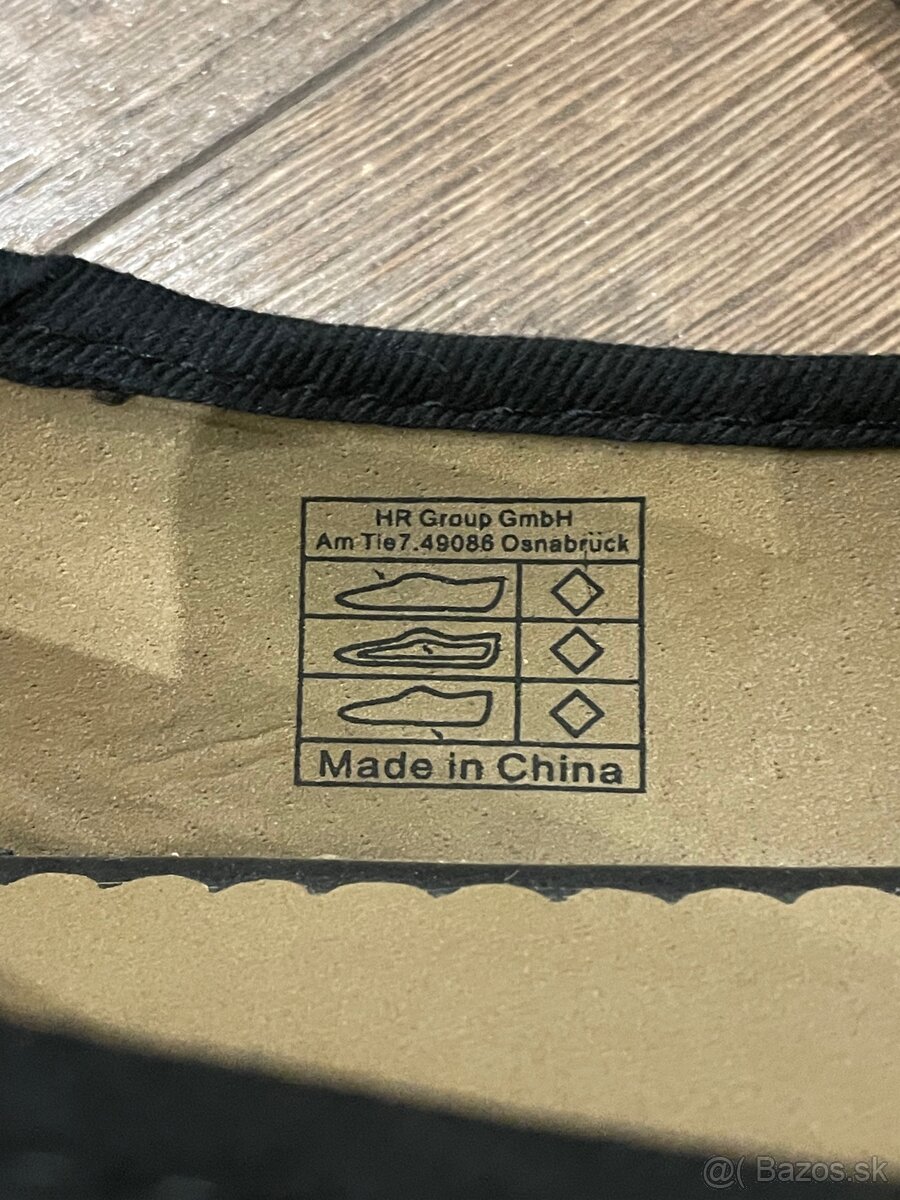 HR Group GmbH
Am Tie7.49086 Osnabrück
Made in China
@( Bazos.sk